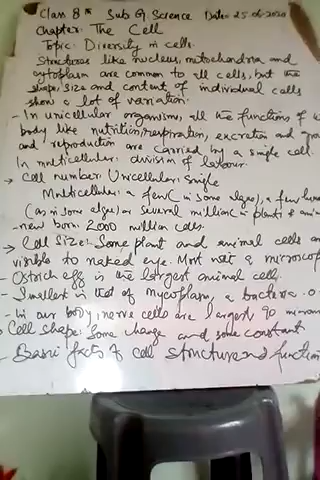 Class 8th Sub G. Science Date: 25.06.2020
Chapter: The Cell
Topic: Diversity in cells.
Structures like nucleus, mitochondria and
cytoplasm are common to all cells, but the
shape, size and content of individual cells
show a lot of variation.
- In unicellular organisms, all the functions of
body like nutrition, respiration, excretion and
and reproduction are carried by a single cell.
In multicellular: division of labour.
→ Cell number: Unicellular: single
Multicellular: a few (in some algae), a few
(as in some algae) or several millions in plants &
- new born: 2000 million cells.
→ Cell Size: Some plant and animal cells
visible to naked eye. Most need a
- Ostrich egg is the largest animal cell.
- Smallest is that of mycoplasm, a bacteria.
- In our body, nerve cells are largest, 90
Cell shape: Some change and some constant
- Basic facts of cell structure and function